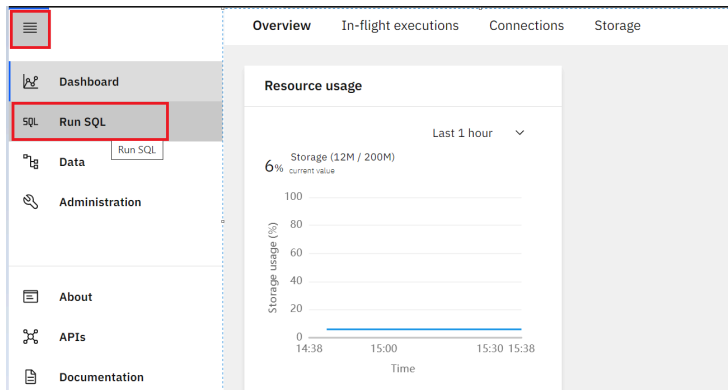 Overview In-flight executions Connections Storage
Dashboard
SQL Run SQL
Run SQL
Data
Administration
About
APIs
Documentation
Resource usage
Last 1 hour
6% Storage (12M / 200M)
current value
100
80
60
40
20
0
Storage usage (%)
14:38 15:00 15:30 15:38
Time